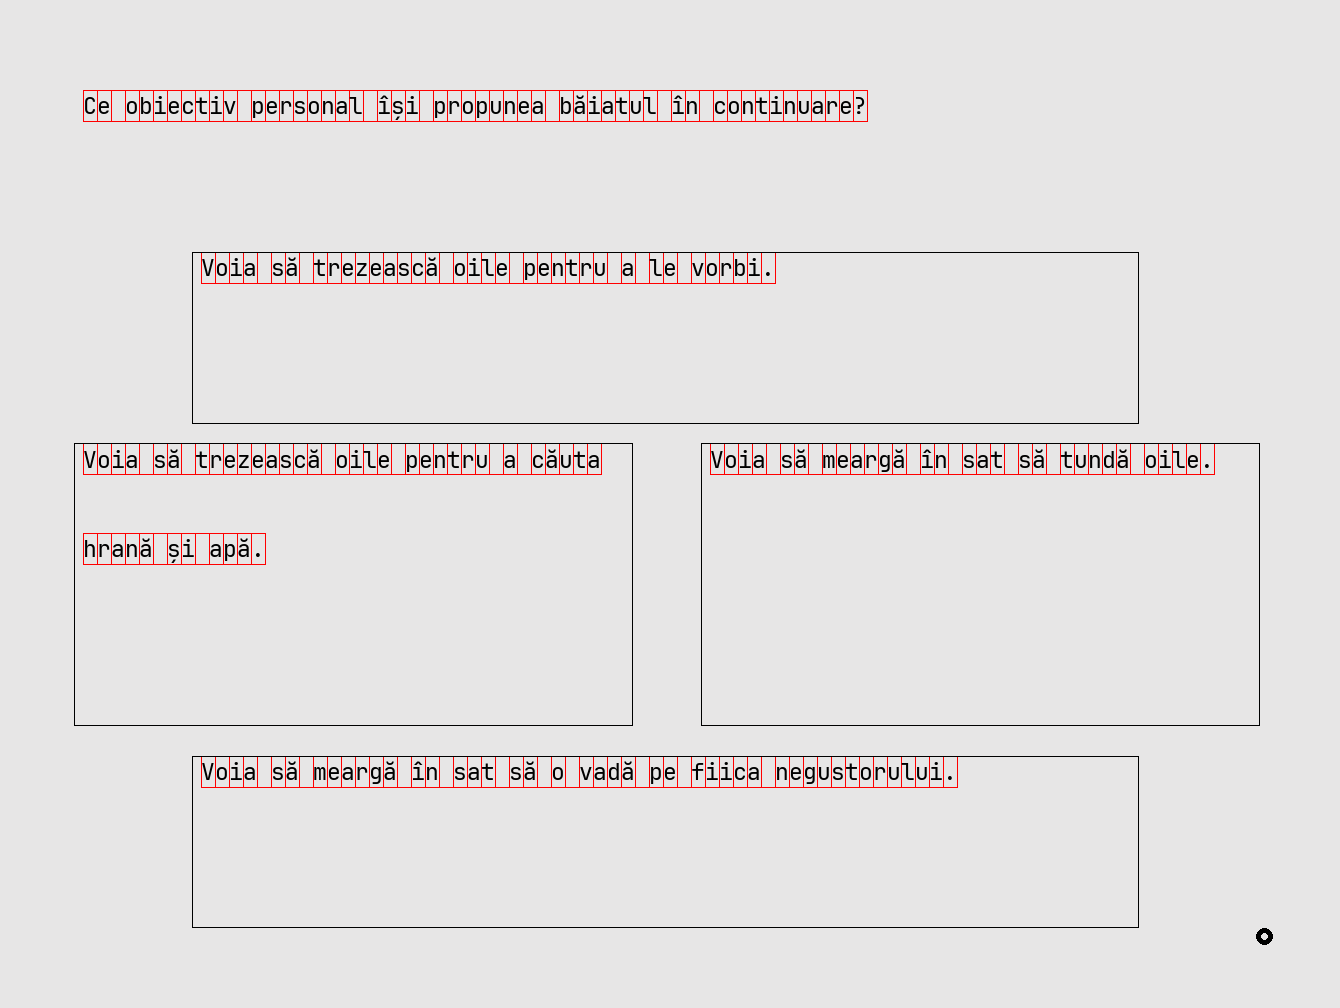 Ce obiectiv personal își propunea băiatul în continuare?
Voia să trezească oile pentru a le vorbi.
Voia să trezească oile pentru a căuta
hrană și apă.
Voia să meargă în sat să tundă oile.
Voia să meargă în sat să o vadă pe fiica negustorului.